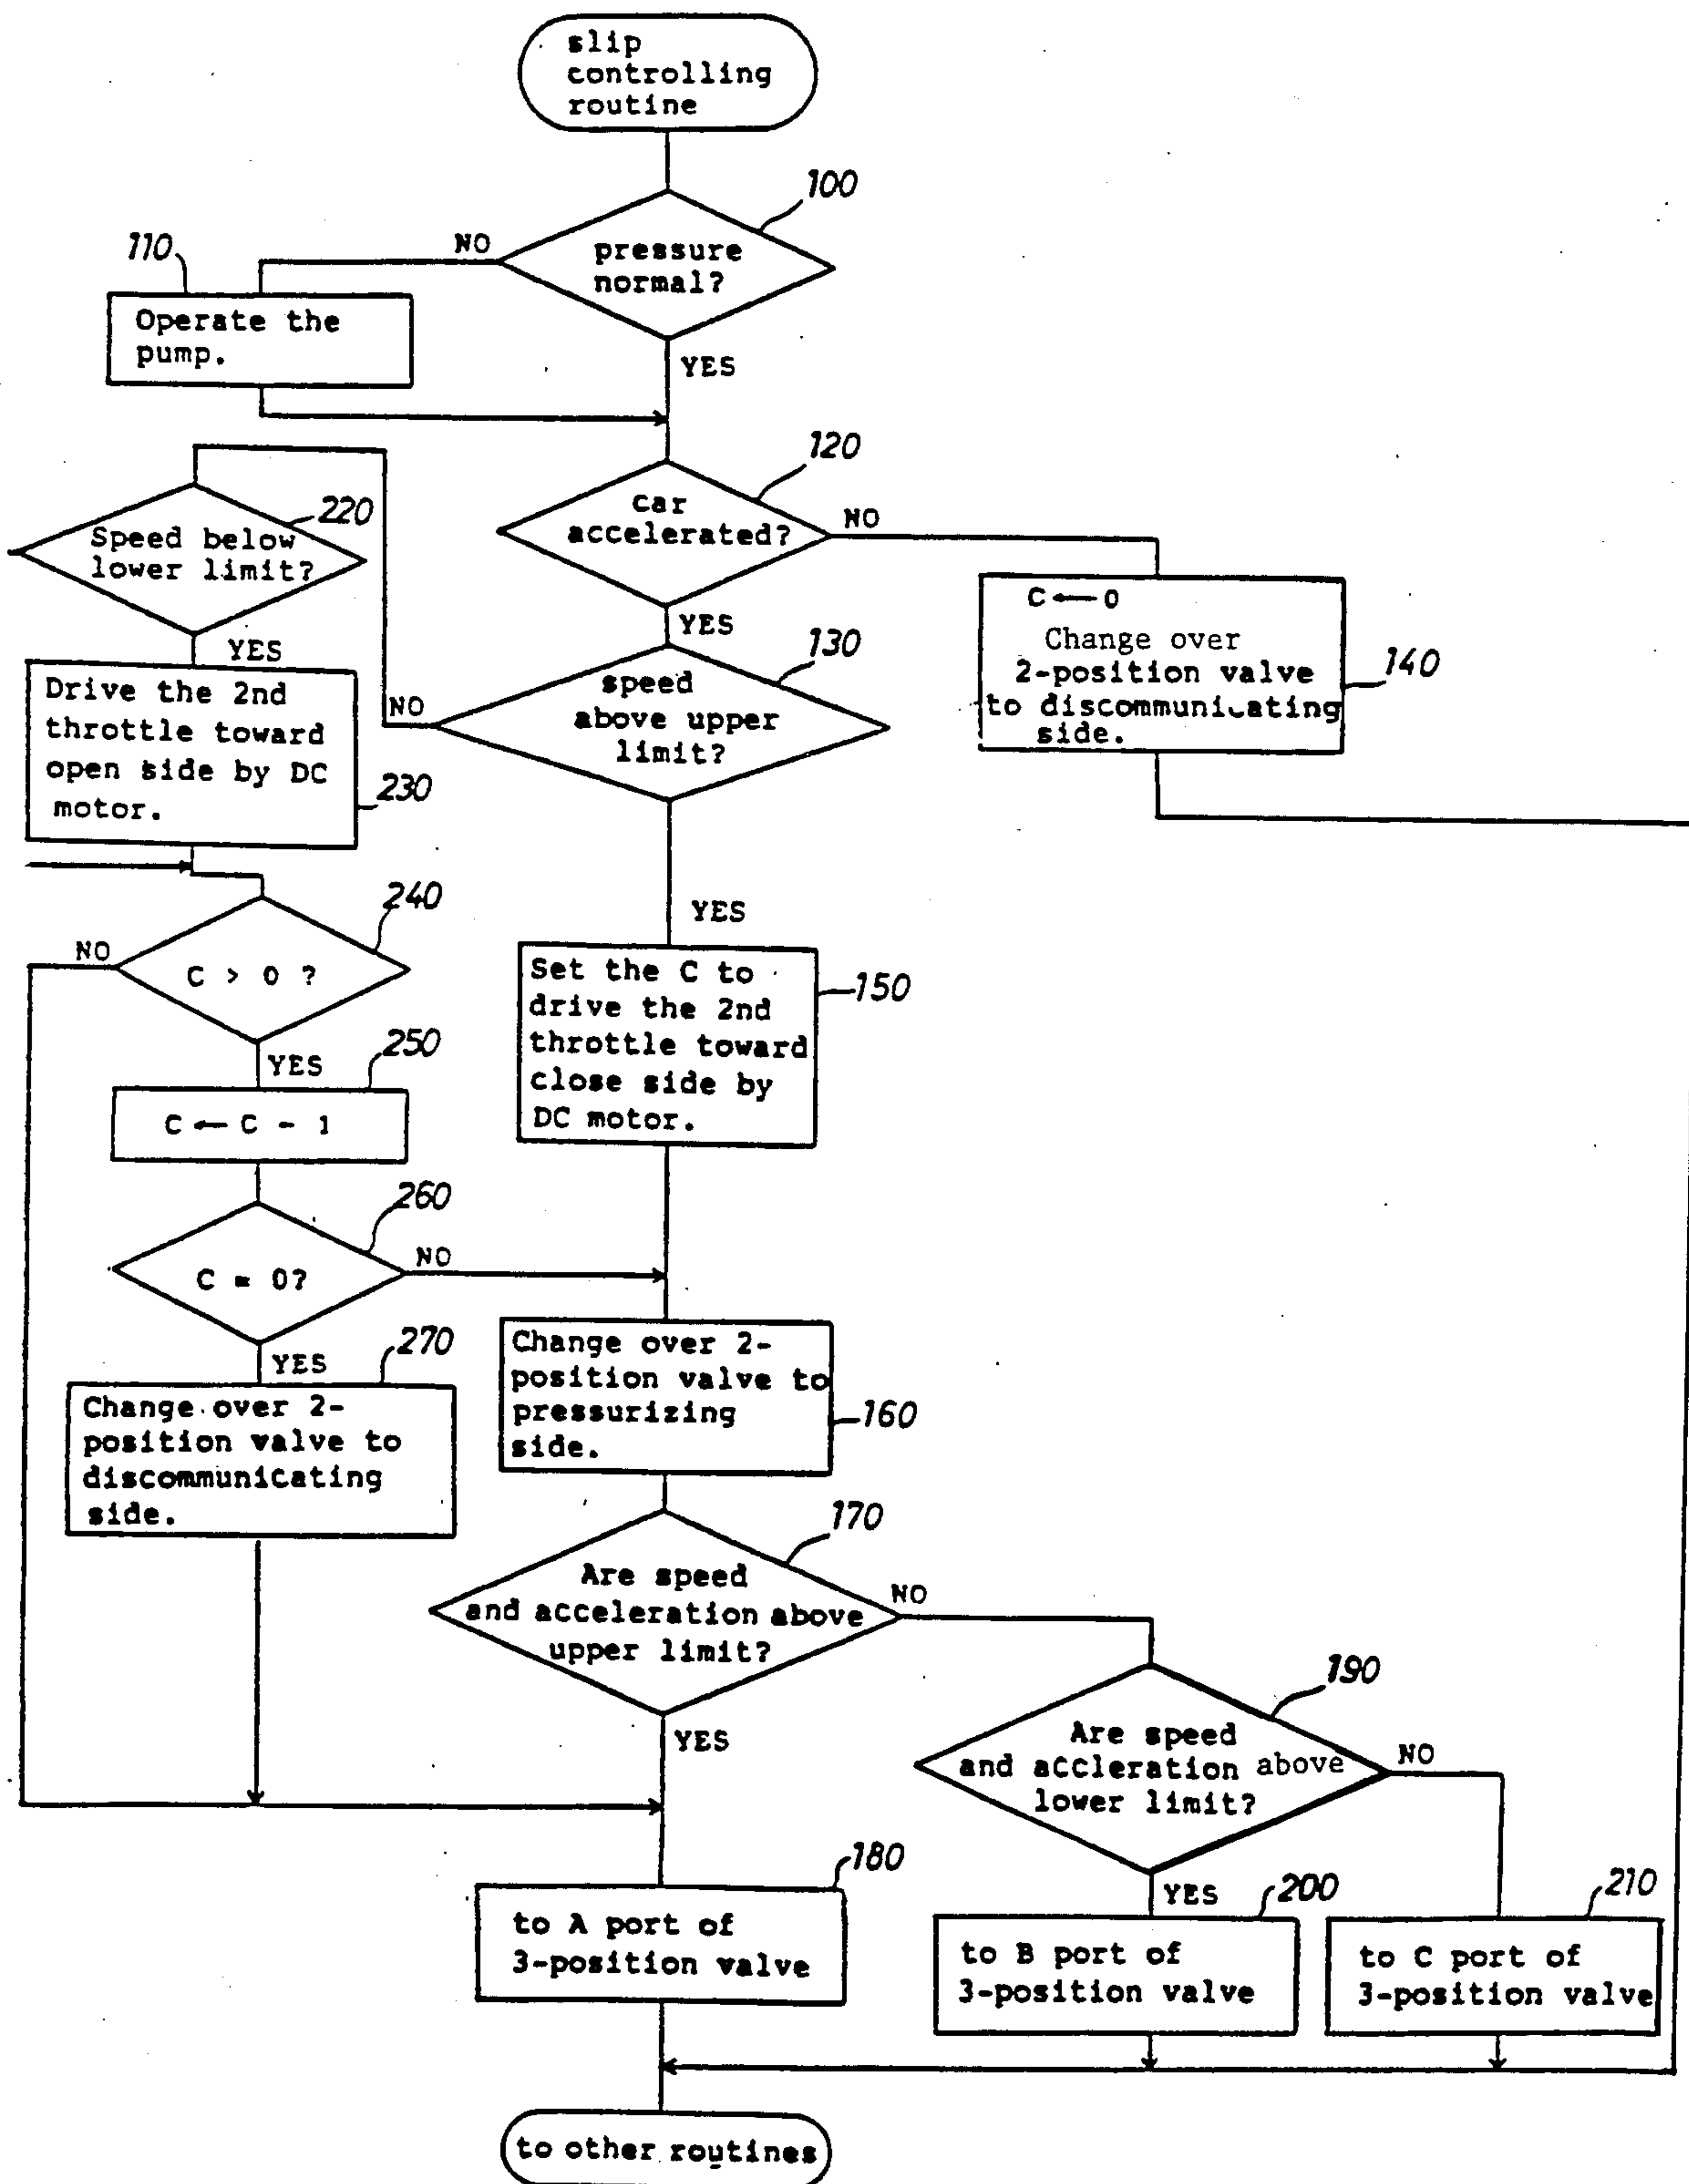 slip
controlling
routine
100
pressure
normal?
NO
YES
110
Operate the
pump.
120
car
accelerated?
NO
YES
220
Speed below
lower limit?
YES
130
speed
above upper
limit?
NO
YES
C ← 0
Change over
2-position valve
to discommunicating
side.
140
Drive the 2nd
throttle toward
open side by DC
motor.
230
240
C > 0 ?
NO
YES
Set the C to
drive the 2nd
throttle toward
close side by
DC motor.
150
250
C ← C - 1
260
C = 0?
NO
YES
270
Change over 2-
position valve to
discommunicating
side.
Change over 2-
position valve to
pressurizing
side.
160
170
Are speed
and acceleration above
upper limit?
NO
YES
190
Are speed
and accleration above
lower limit?
NO
YES
180
to A port of
3-position valve
200
to B port of
3-position valve
210
to C port of
3-position valve
to other routines